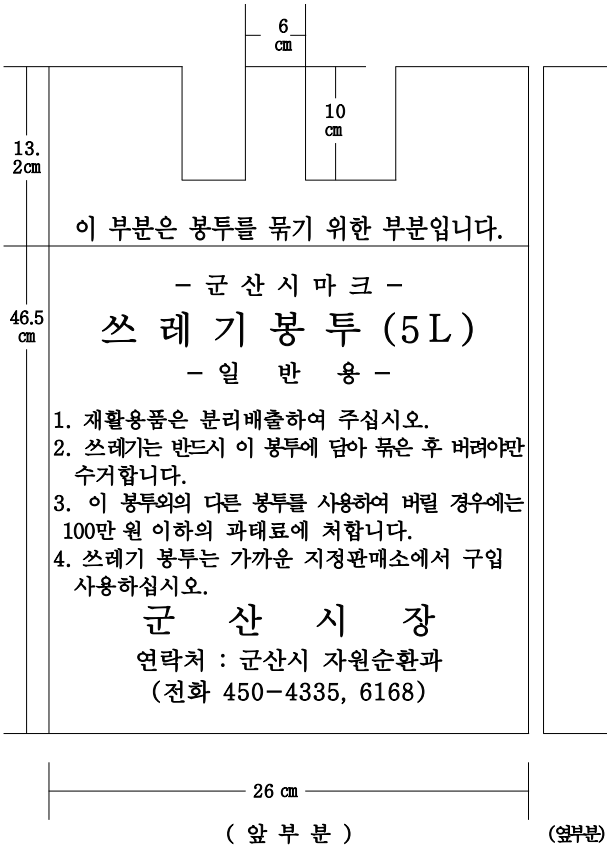 6
cm
10
cm
13.
2cm
이 부분은 봉투를 묶기 위한 부분입니다.
- 군 산 시 마 크 -
46.5
cm
쓰 레 기 봉 투 (5L)
- 일 반 용 -
1. 재활용품은 분리배출하여 주십시오.
2. 쓰레기는 반드시 이 봉투에 담아 묶은 후 버려야만
수거합니다.
3. 이 봉투외의 다른 봉투를 사용하여 버릴 경우에는
100만 원 이하의 과태료에 처합니다.
4. 쓰레기 봉투는 가까운 지정판매소에서 구입
사용하십시오.
군 산 시 장
연락처 : 군산시 자원순환과
(전화 450-4335, 6168)
26 cm
( 앞 부 분 )
(옆부분)